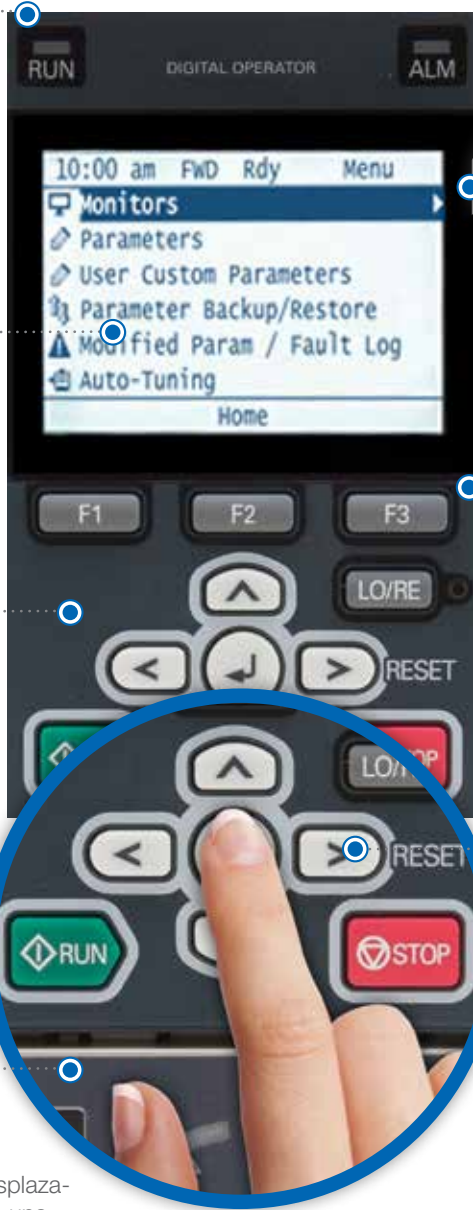 RUN DIGITAL OPERATOR ALM
10:00 am FWD Rdy Menu
Monitors
Parameters
User Custom Parameters
Parameter Backup/Restore
Modified Param / Fault Log
Auto-Tuning
Home
F1 F2 F3
LO/RE
RESET
RESET
RUN STOP
splaza-